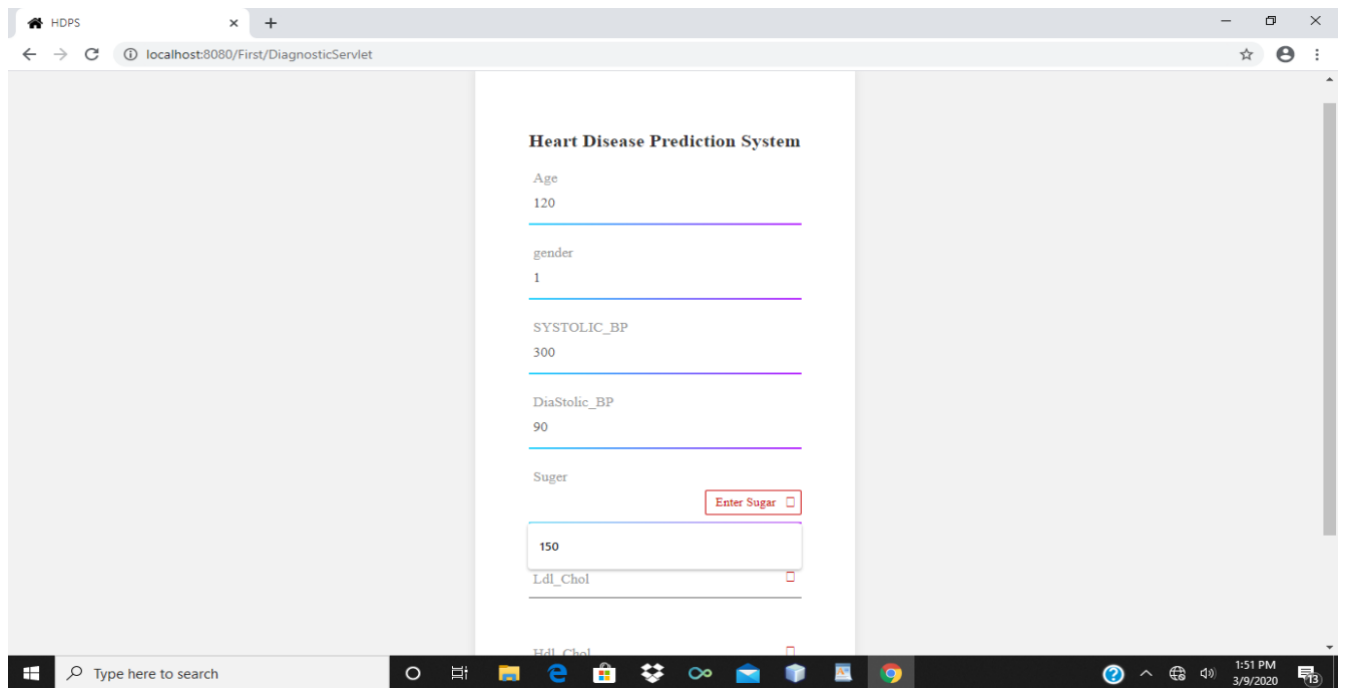 HDPS
localhost:8080/First/DiagnosticServlet
Heart Disease Prediction System
Age
120
gender
1
SYSTOLIC_BP
300
DiaStolic_BP
90
Suger
Enter Sugar
150
Ldl_Chol
Hdl_Chol
Type here to search
1:51 PM
3/9/2020
13